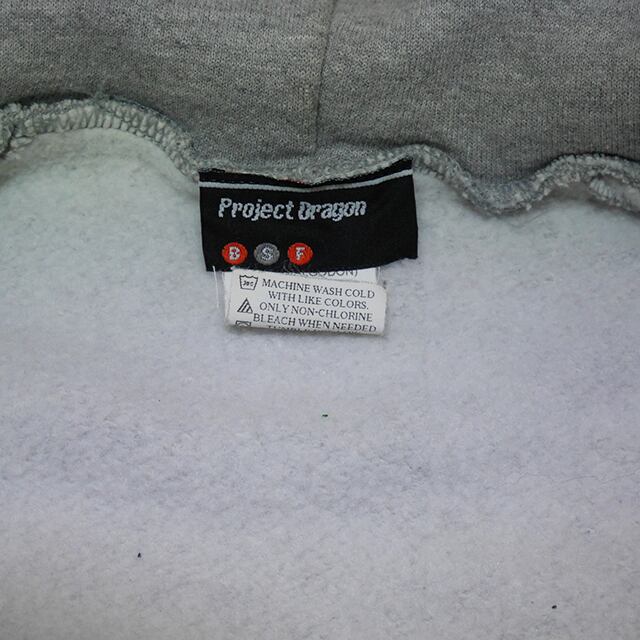 Project Dragon
B S F
MACHINE WASH COLD
WITH LIKE COLORS
ONLY NON-CHLORINE
BLEACH WHEN NEEDED